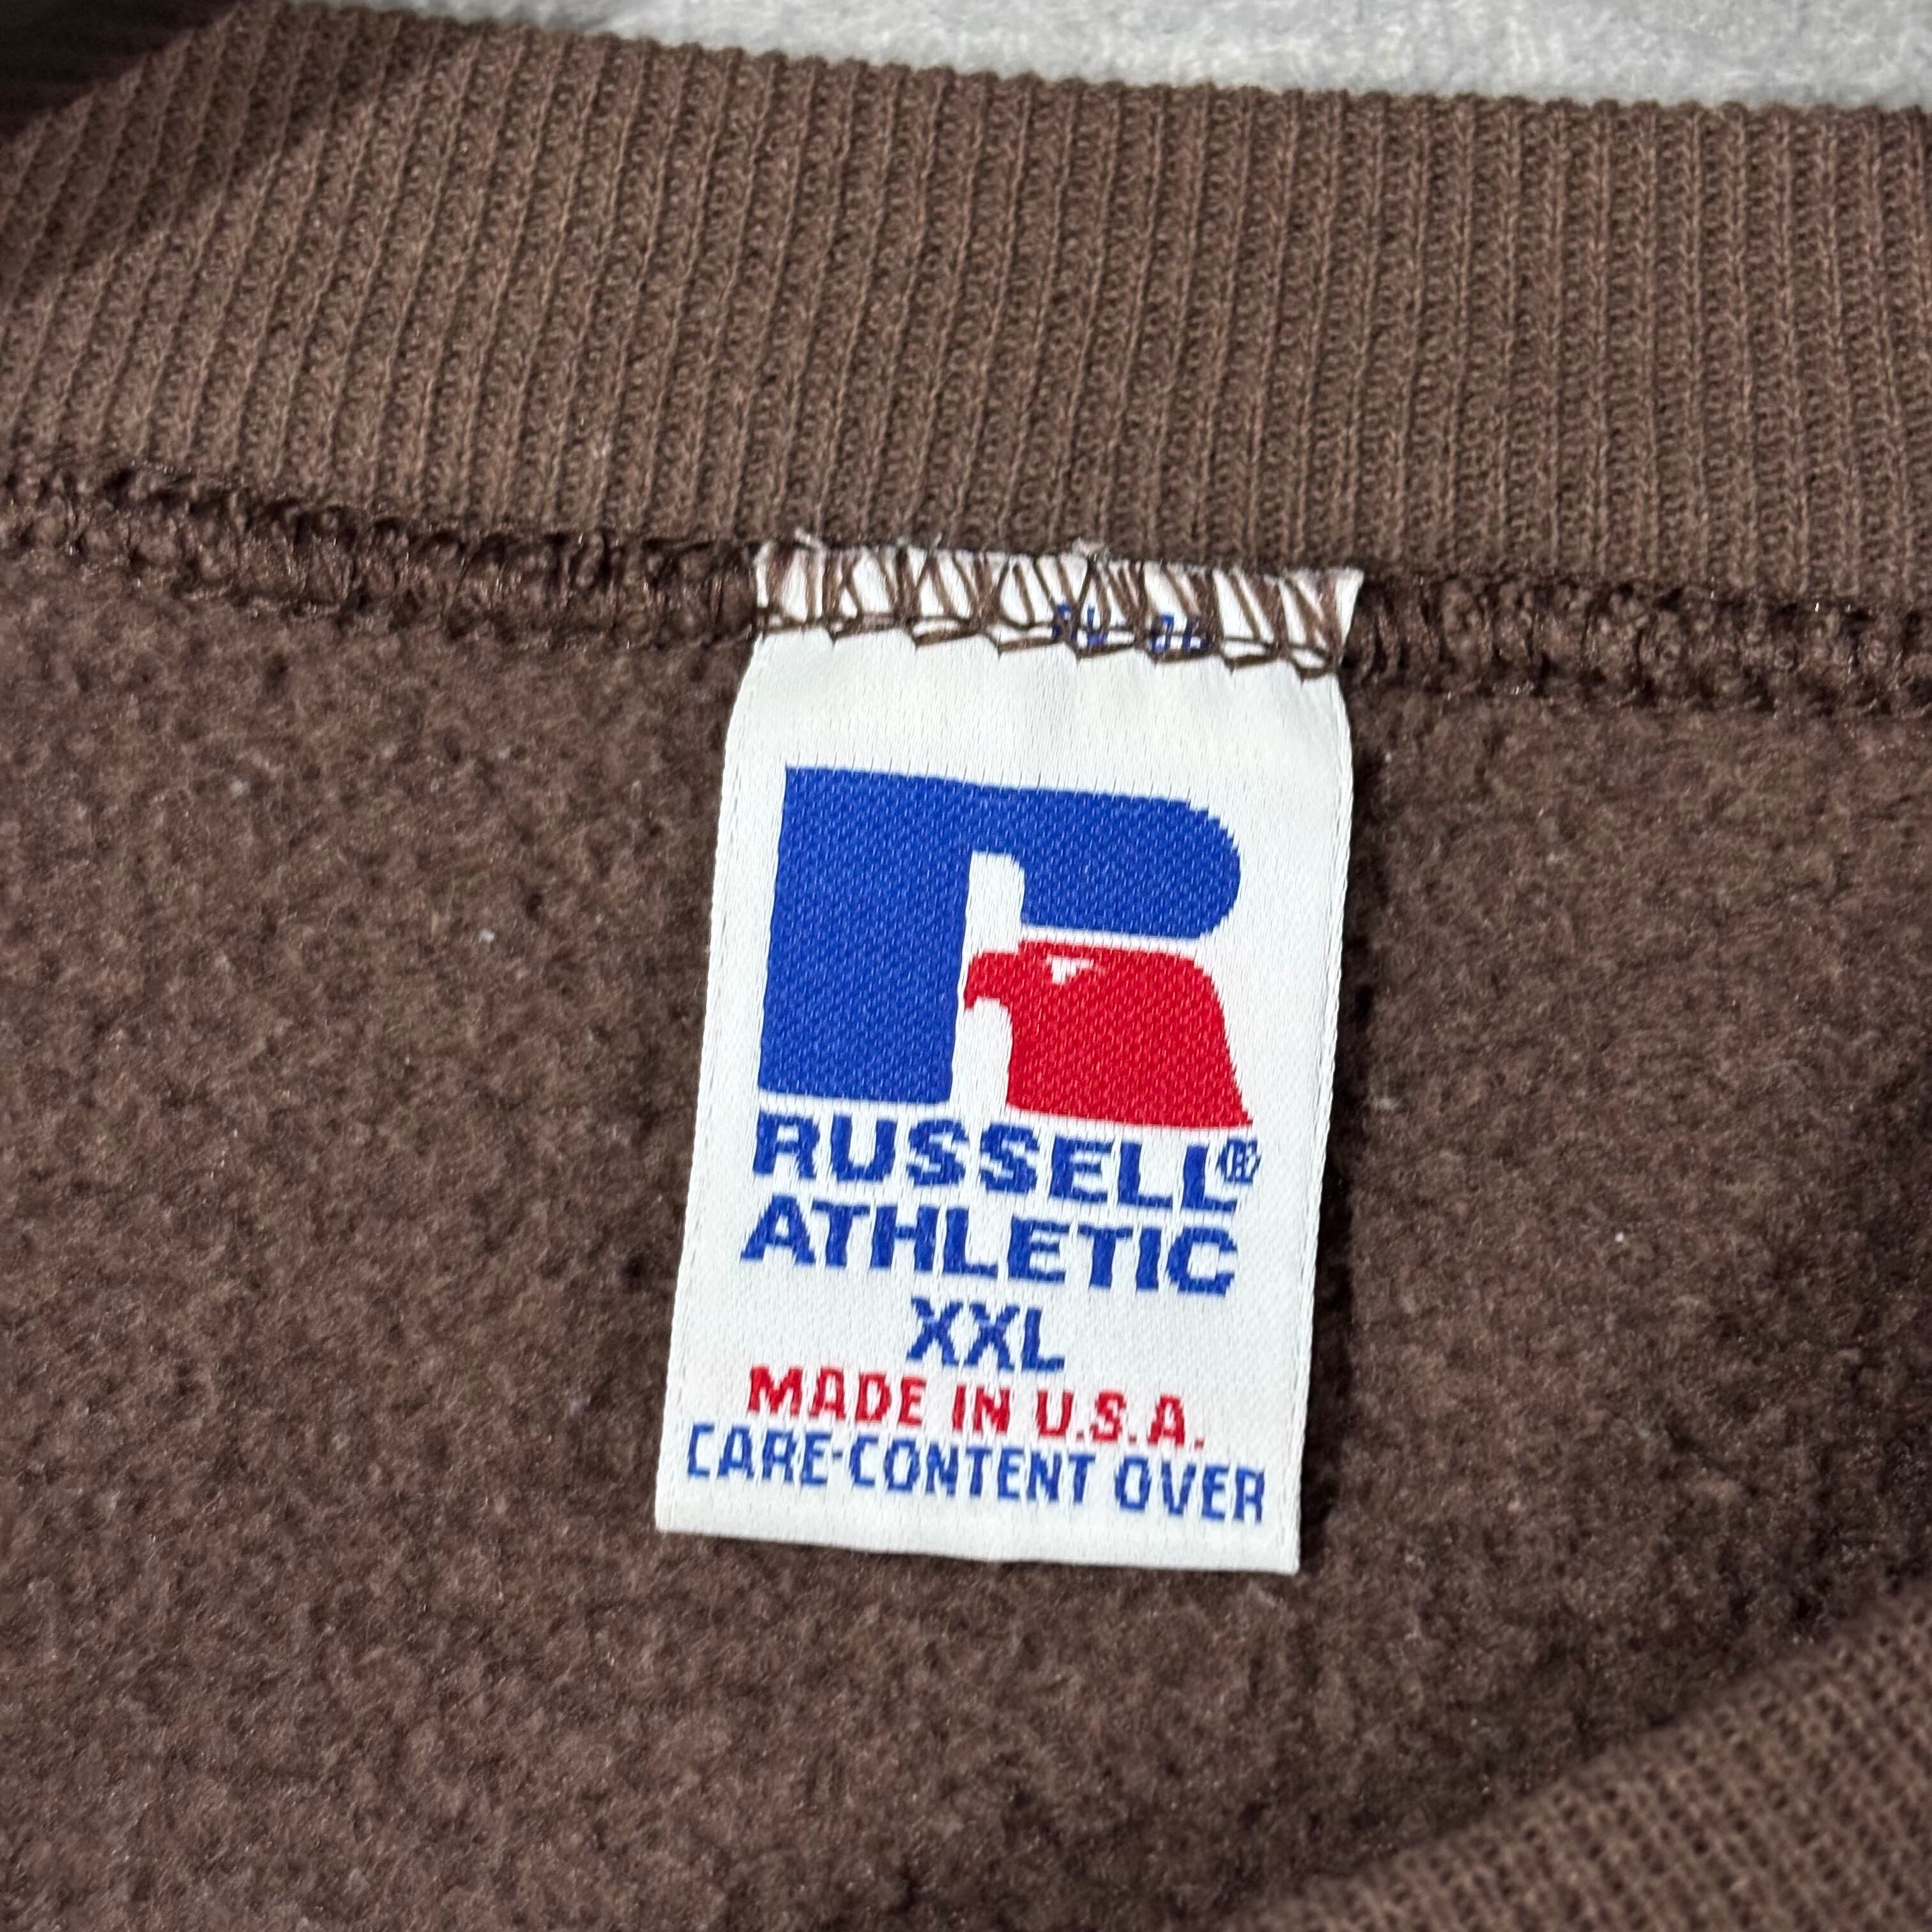 RUSSELL®
ATHLETIC
XXL
MADE IN U.S.A.
CARE-CONTENT OVER